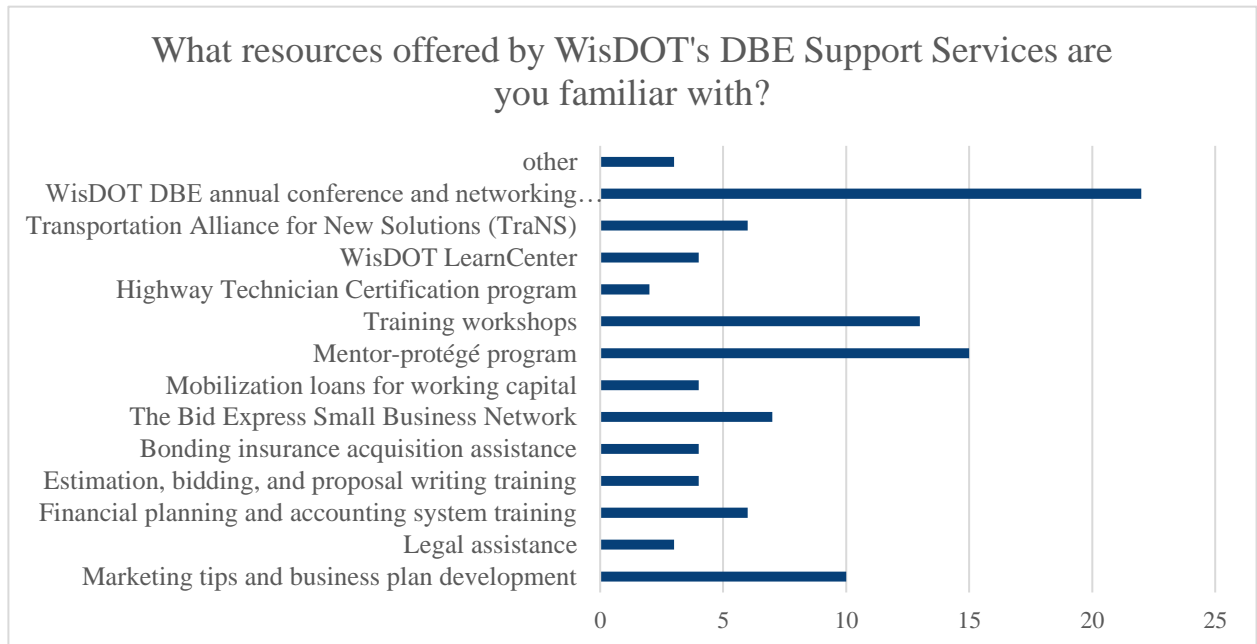 What resources offered by WisDOT's DBE Support Services are
you familiar with?
other
WisDOT DBE annual conference and networking…
Transportation Alliance for New Solutions (TraNS)
WisDOT LearnCenter
Highway Technician Certification program
Training workshops
Mentor-protégé program
Mobilization loans for working capital
The Bid Express Small Business Network
Bonding insurance acquisition assistance
Estimation, bidding, and proposal writing training
Financial planning and accounting system training
Legal assistance
Marketing tips and business plan development
0 5 10 15 20 25